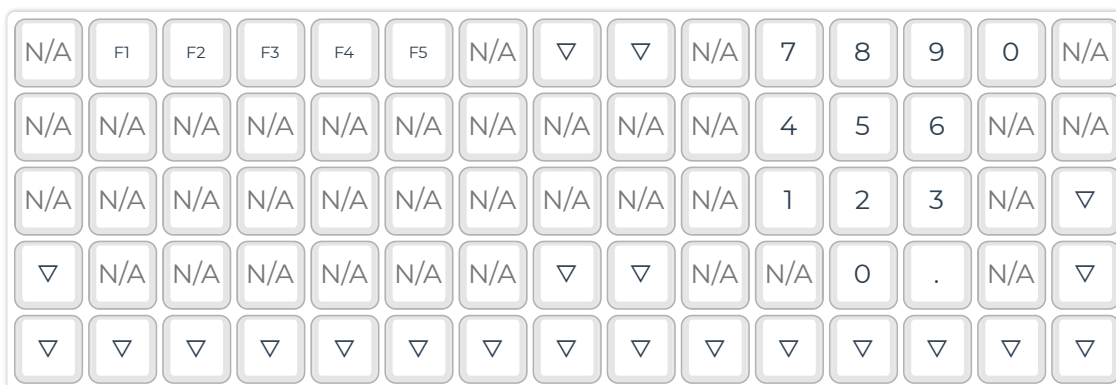 N/A F1 F2 F3 F4 F5 N/A ▽ ▽ N/A 7 8 9 0 N/A
N/A N/A N/A N/A N/A N/A N/A N/A N/A N/A 4 5 6 N/A N/A
N/A N/A N/A N/A N/A N/A N/A N/A N/A N/A 1 2 3 N/A ▽
▽ N/A N/A N/A N/A N/A N/A ▽ ▽ N/A N/A 0 . N/A ▽
▽ ▽ ▽ ▽ ▽ ▽ ▽ ▽ ▽ ▽ ▽ ▽ ▽ ▽ ▽